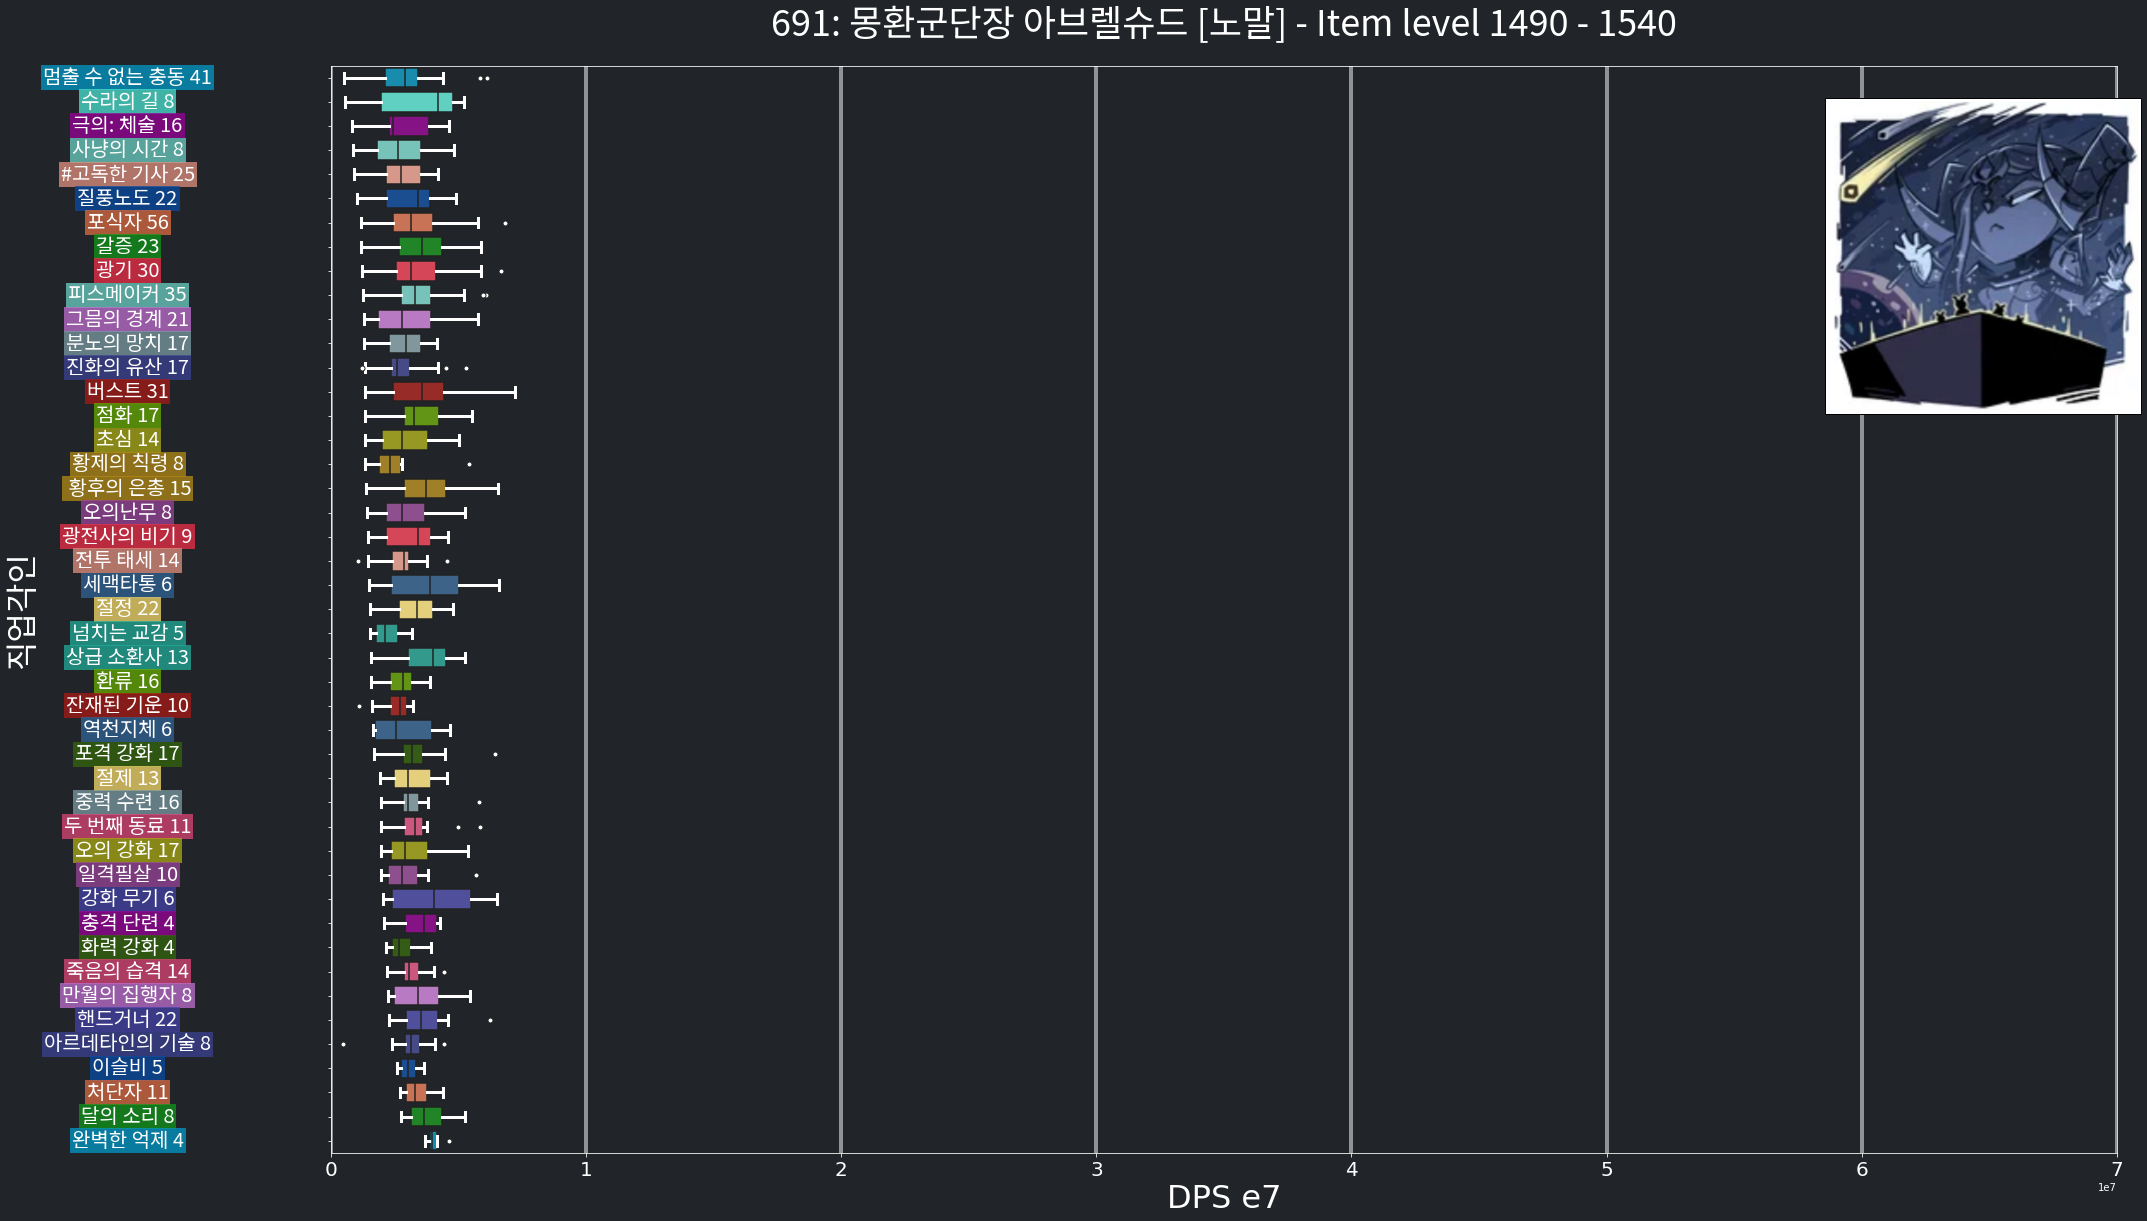 691: 몽환군단장 아브렐슈드 [노말] - Item level 1490 - 1540
직업각인
멈출 수 없는 충동 41
수라의 길 8
극의: 체술 16
사냥의 시간 8
#고독한 기사 25
질풍노도 22
포식자 56
갈증 23
광기 30
피스메이커 35
그믐의 경계 21
분노의 망치 17
진화의 유산 17
버스트 31
점화 17
초심 14
황제의 칙령 8
황후의 은총 15
오의난무 8
광전사의 비기 9
전투 태세 14
세맥타통 6
절정 22
넘치는 교감 5
상급 소환사 13
환류 16
잔재된 기운 10
역천지체 6
포격 강화 17
절제 13
중력 수련 16
두 번째 동료 11
오의 강화 17
일격필살 10
강화 무기 6
충격 단련 4
화력 강화 4
죽음의 습격 14
만월의 집행자 8
핸드거너 22
아르데타인의 기술 8
이슬비 5
처단자 11
달의 소리 8
완벽한 억제 4
0 1 2 3 4 5 6 7
1e7
DPS e7